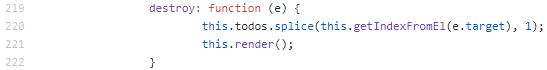 219 destroy: function (e) {
220 this.todos.splice(this.getIndexFromEl(e.target), 1);
221 this.render();
222 }